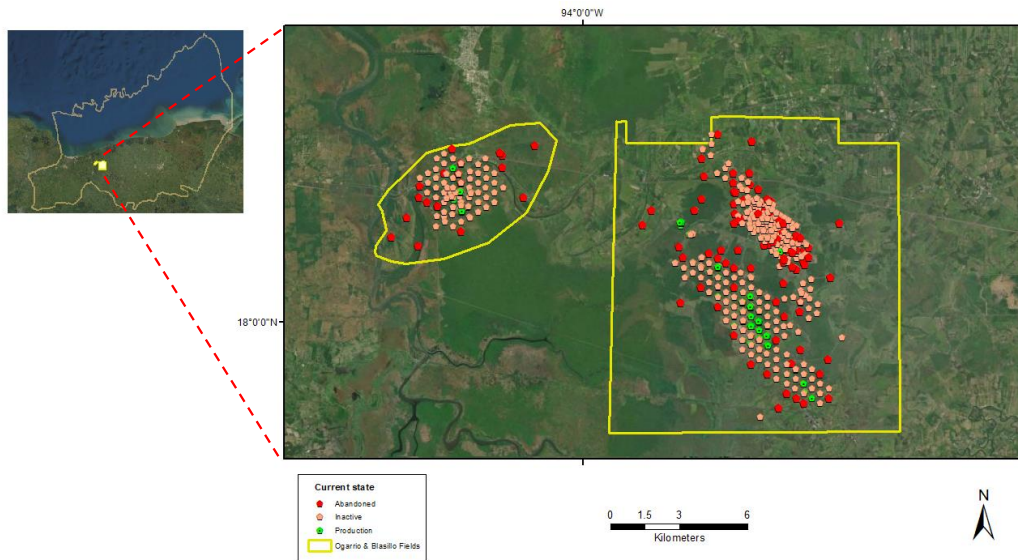 94°0'0"W
18°0'0"N
Current state
Abandoned
Inactive
Production
Ogarrio & Blasillo Fields
0 1.5 3 6
Kilometers
N